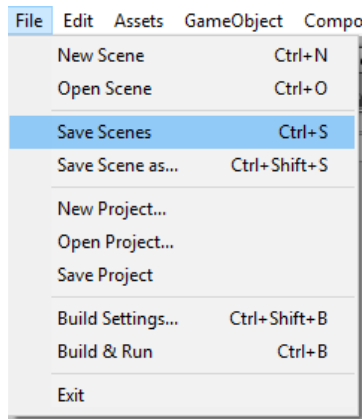 File Edit Assets GameObject Compo
New Scene Ctrl+N
Open Scene Ctrl+O
Save Scenes Ctrl+S
Save Scene as... Ctrl+Shift+S
New Project...
Open Project...
Save Project
Build Settings... Ctrl+Shift+B
Build & Run Ctrl+B
Exit